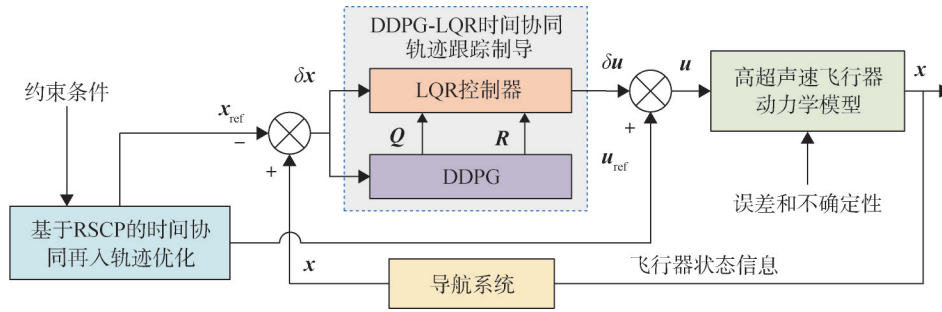 DDPG-LQR时间协同
轨迹跟踪制导
约束条件
x_ref
−
+
δx
LQR控制器
Q
R
DDPG
δu
+
u_ref
u
高超声速飞行器
动力学模型
x
误差和不确定性
基于RSCP的时间协
同再入轨迹优化
x
导航系统
飞行器状态信息